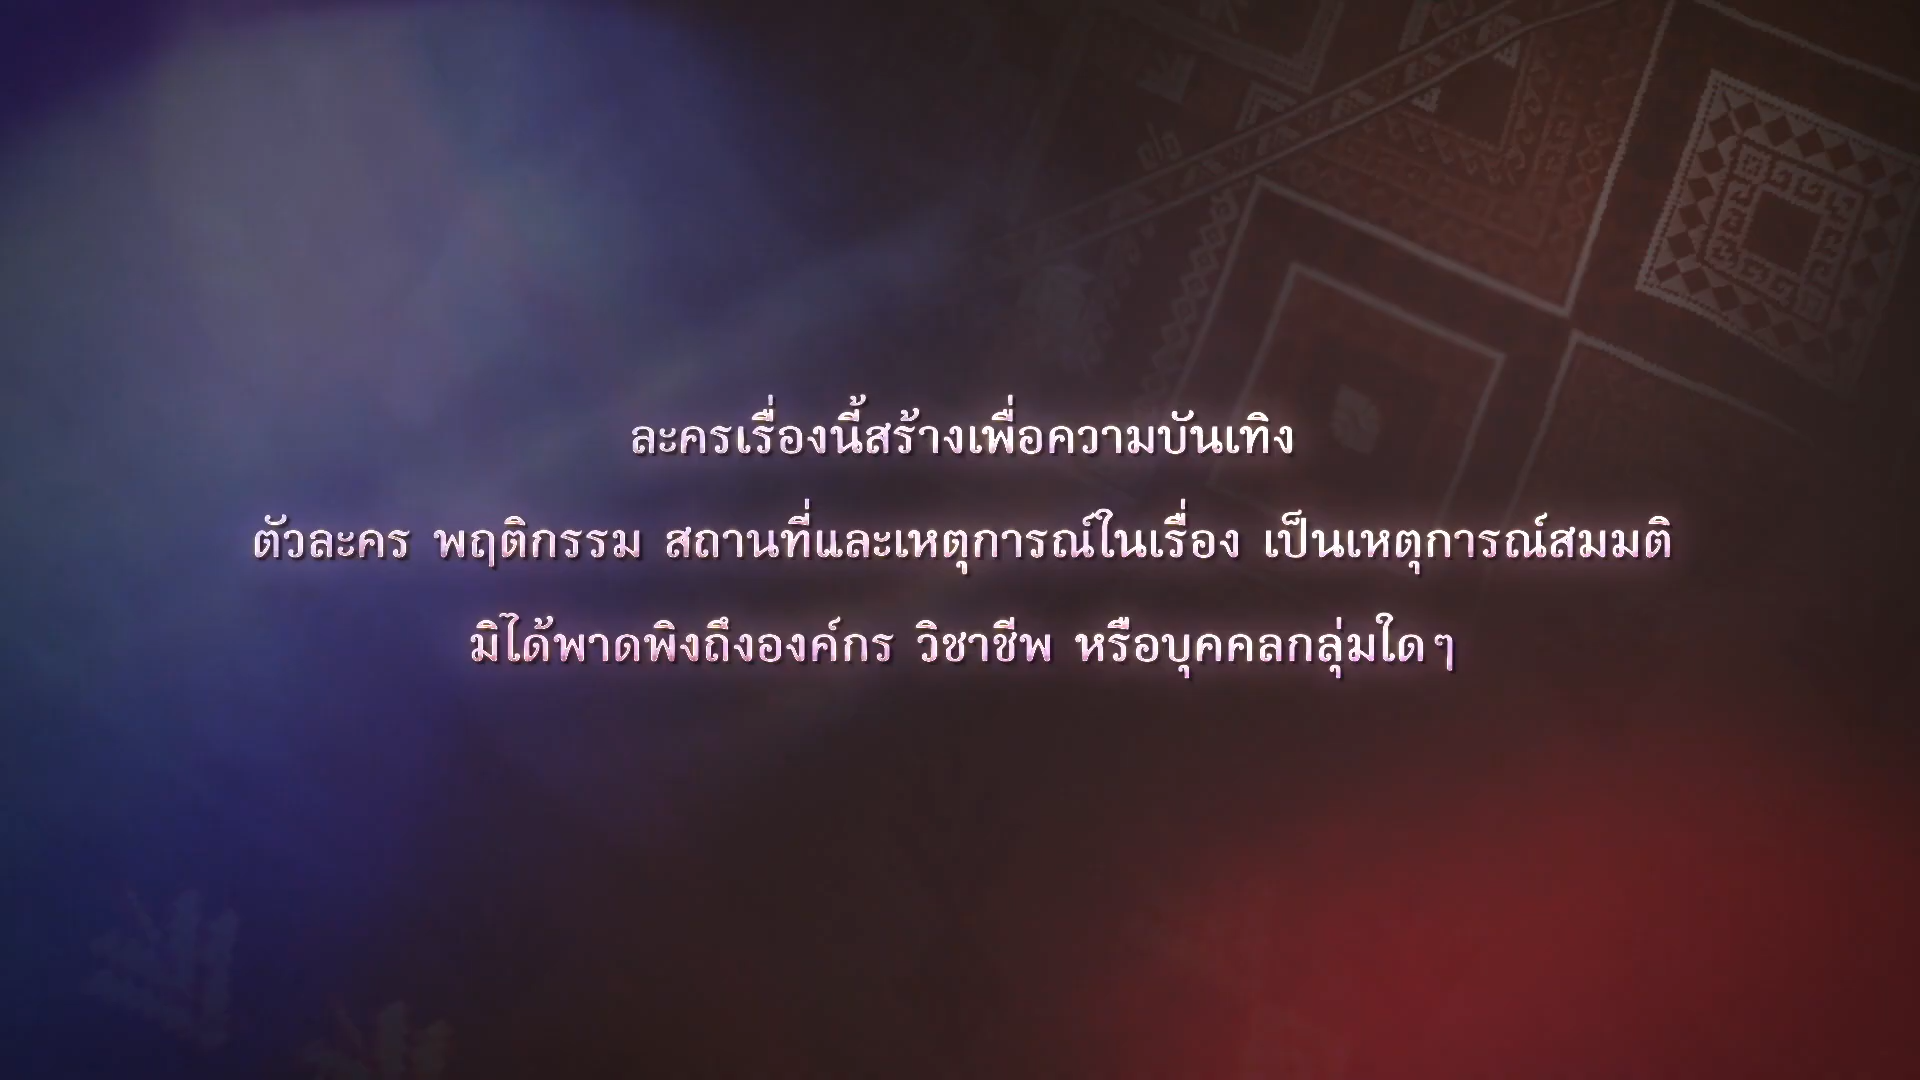 ละครเรื่องนี้สร้างเพื่อความบันเทิง
ตัวละคร พฤติกรรม สถานที่และเหตุการณ์ในเรื่อง เป็นเหตุการณ์สมมติ
มิได้พาดพิงถึงองค์กร วิชาชีพ หรือบุคคลกลุ่มใดๆ